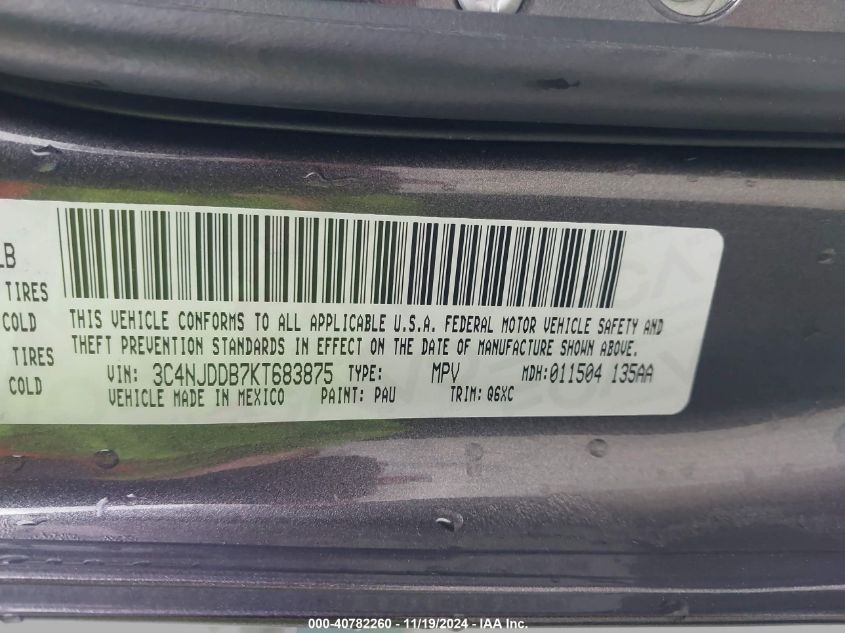 LB
TIRES
COLD
TIRES
COLD
THIS VEHICLE CONFORMS TO ALL APPLICABLE U.S.A. FEDERAL MOTOR VEHICLE SAFETY AND
THEFT PREVENTION STANDARDS IN EFFECT ON THE DATE OF MANUFACTURE SHOWN ABOVE.
VIN: 3C4NJDDB7KT683875 TYPE: MPV MDH:011504 135AA
VEHICLE MADE IN MEXICO PAINT: PAU TRIM: Q6XC
000-40782260 - 11/19/2024 - IAA Inc.